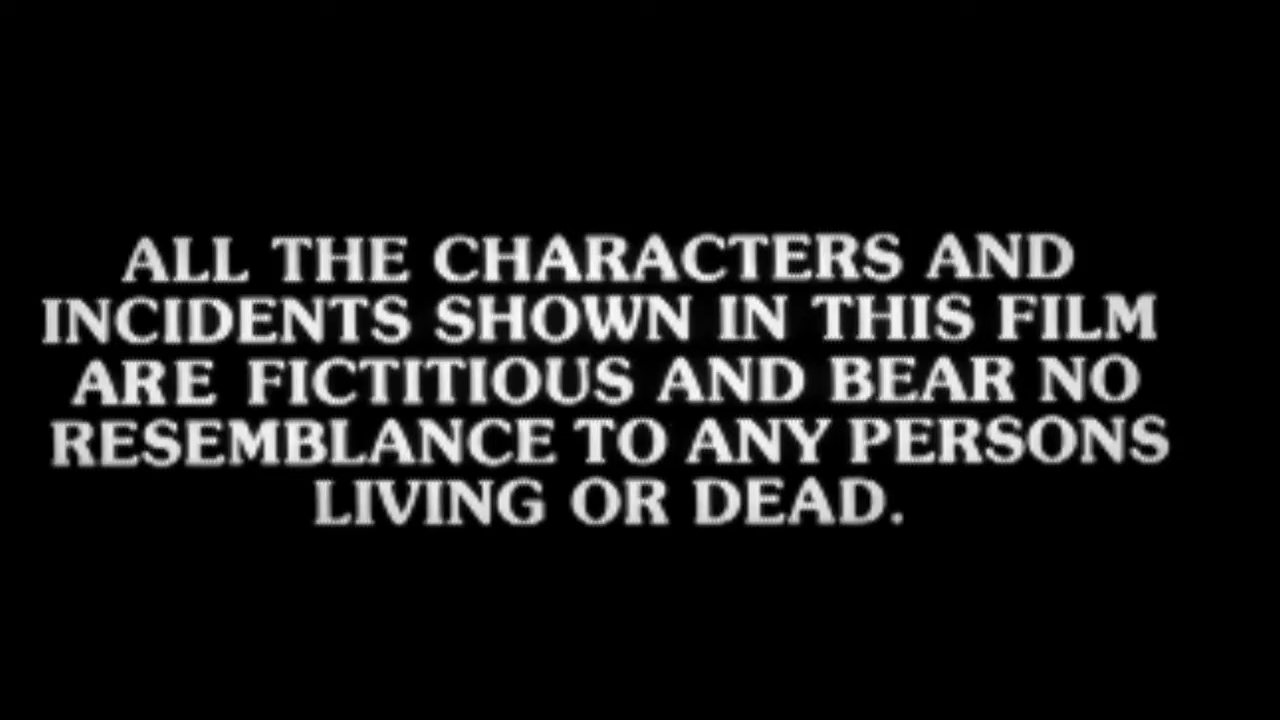 ALL THE CHARACTERS AND
INCIDENTS SHOWN IN THIS FILM
ARE FICTITIOUS AND BEAR NO
RESEMBLANCE TO ANY PERSONS
LIVING OR DEAD.